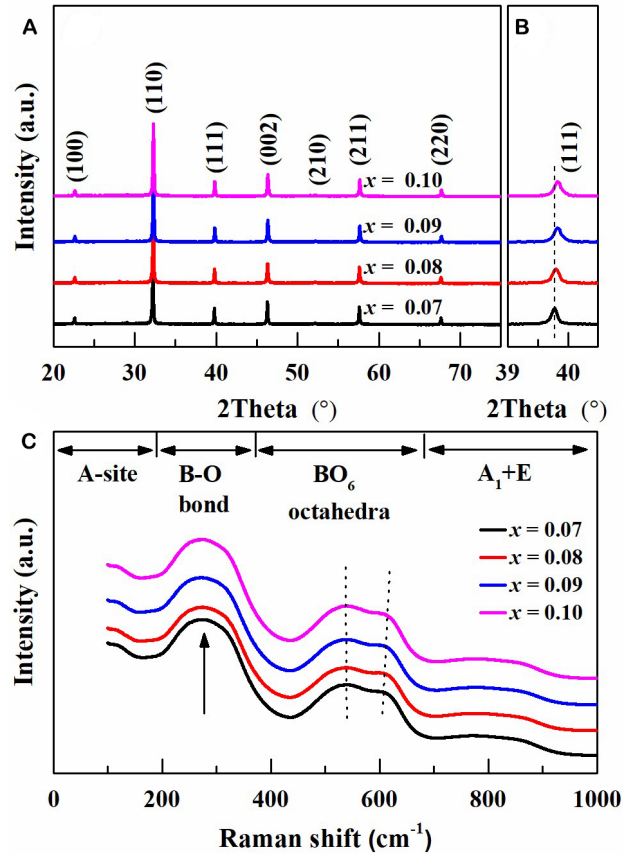 A
B
(100)
(110)
(111)
(002)
(210)
(211)
(220)
(111)
x = 0.10
x = 0.09
x = 0.08
x = 0.07
Intensity (a.u.)
20 30 40 50 60 70 39 40
2Theta (°) 2Theta (°)
C
A-site B-O bond BO₆ octahedra A₁+E
x = 0.07
x = 0.08
x = 0.09
x = 0.10
Intensity (a.u.)
0 200 400 600 800 1000
Raman shift (cm⁻¹)